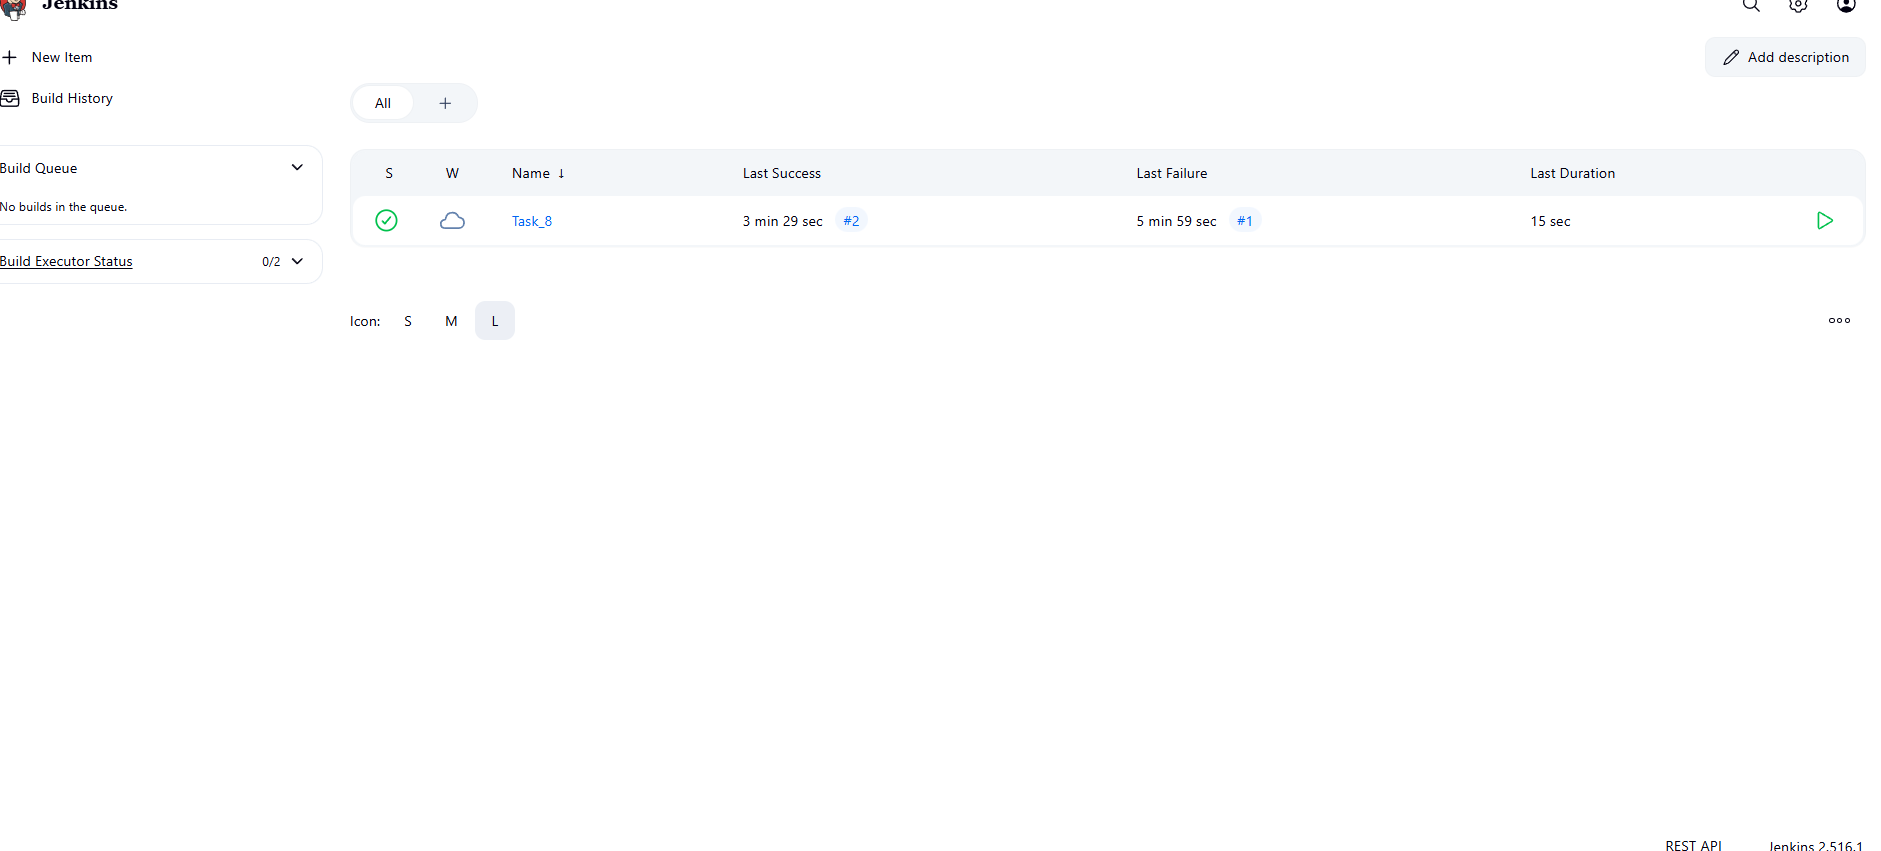 Jenkins
New Item
Add description
Build History
All
Build Queue
No builds in the queue.
Build Executor Status 0/2
S W Name ↓ Last Success Last Failure Last Duration
Task_8 3 min 29 sec #2 5 min 59 sec #1 15 sec
Icon: S M L
REST API Jenkins 2.516.1